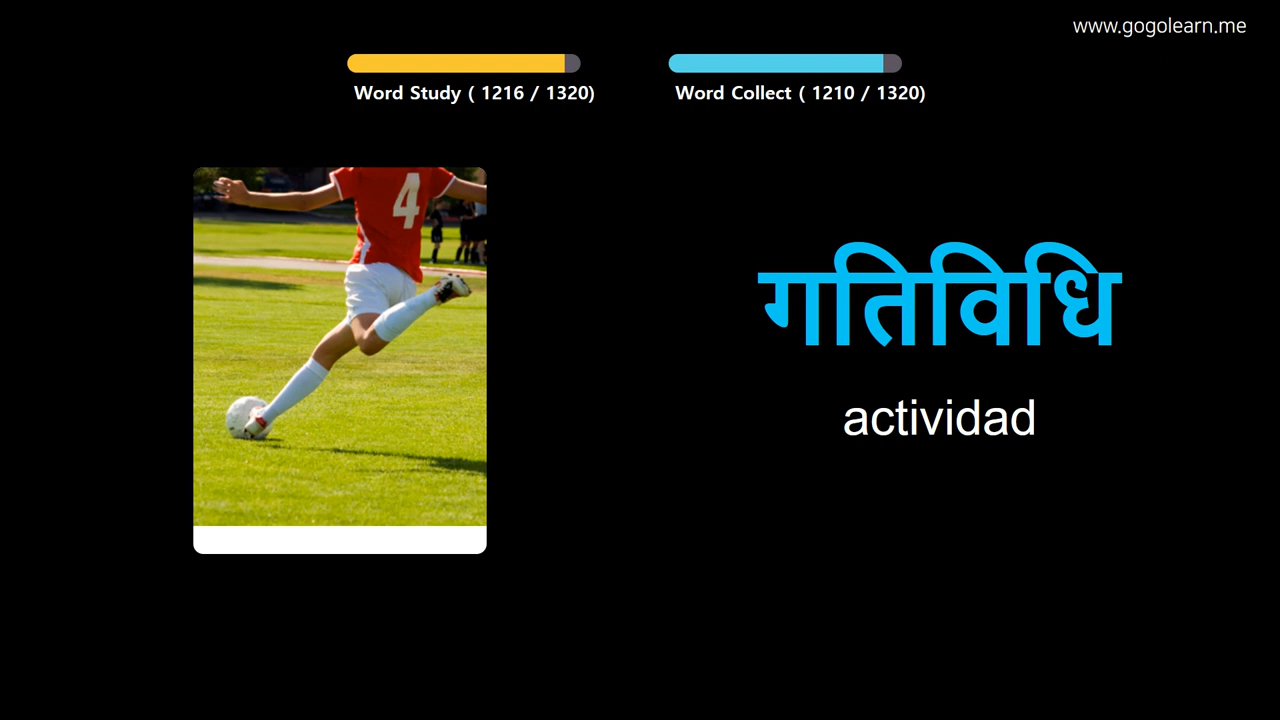 www.gogolearn.me
Word Study ( 1216 / 1320)
Word Collect ( 1210 / 1320)
4
गतिविधि
actividad